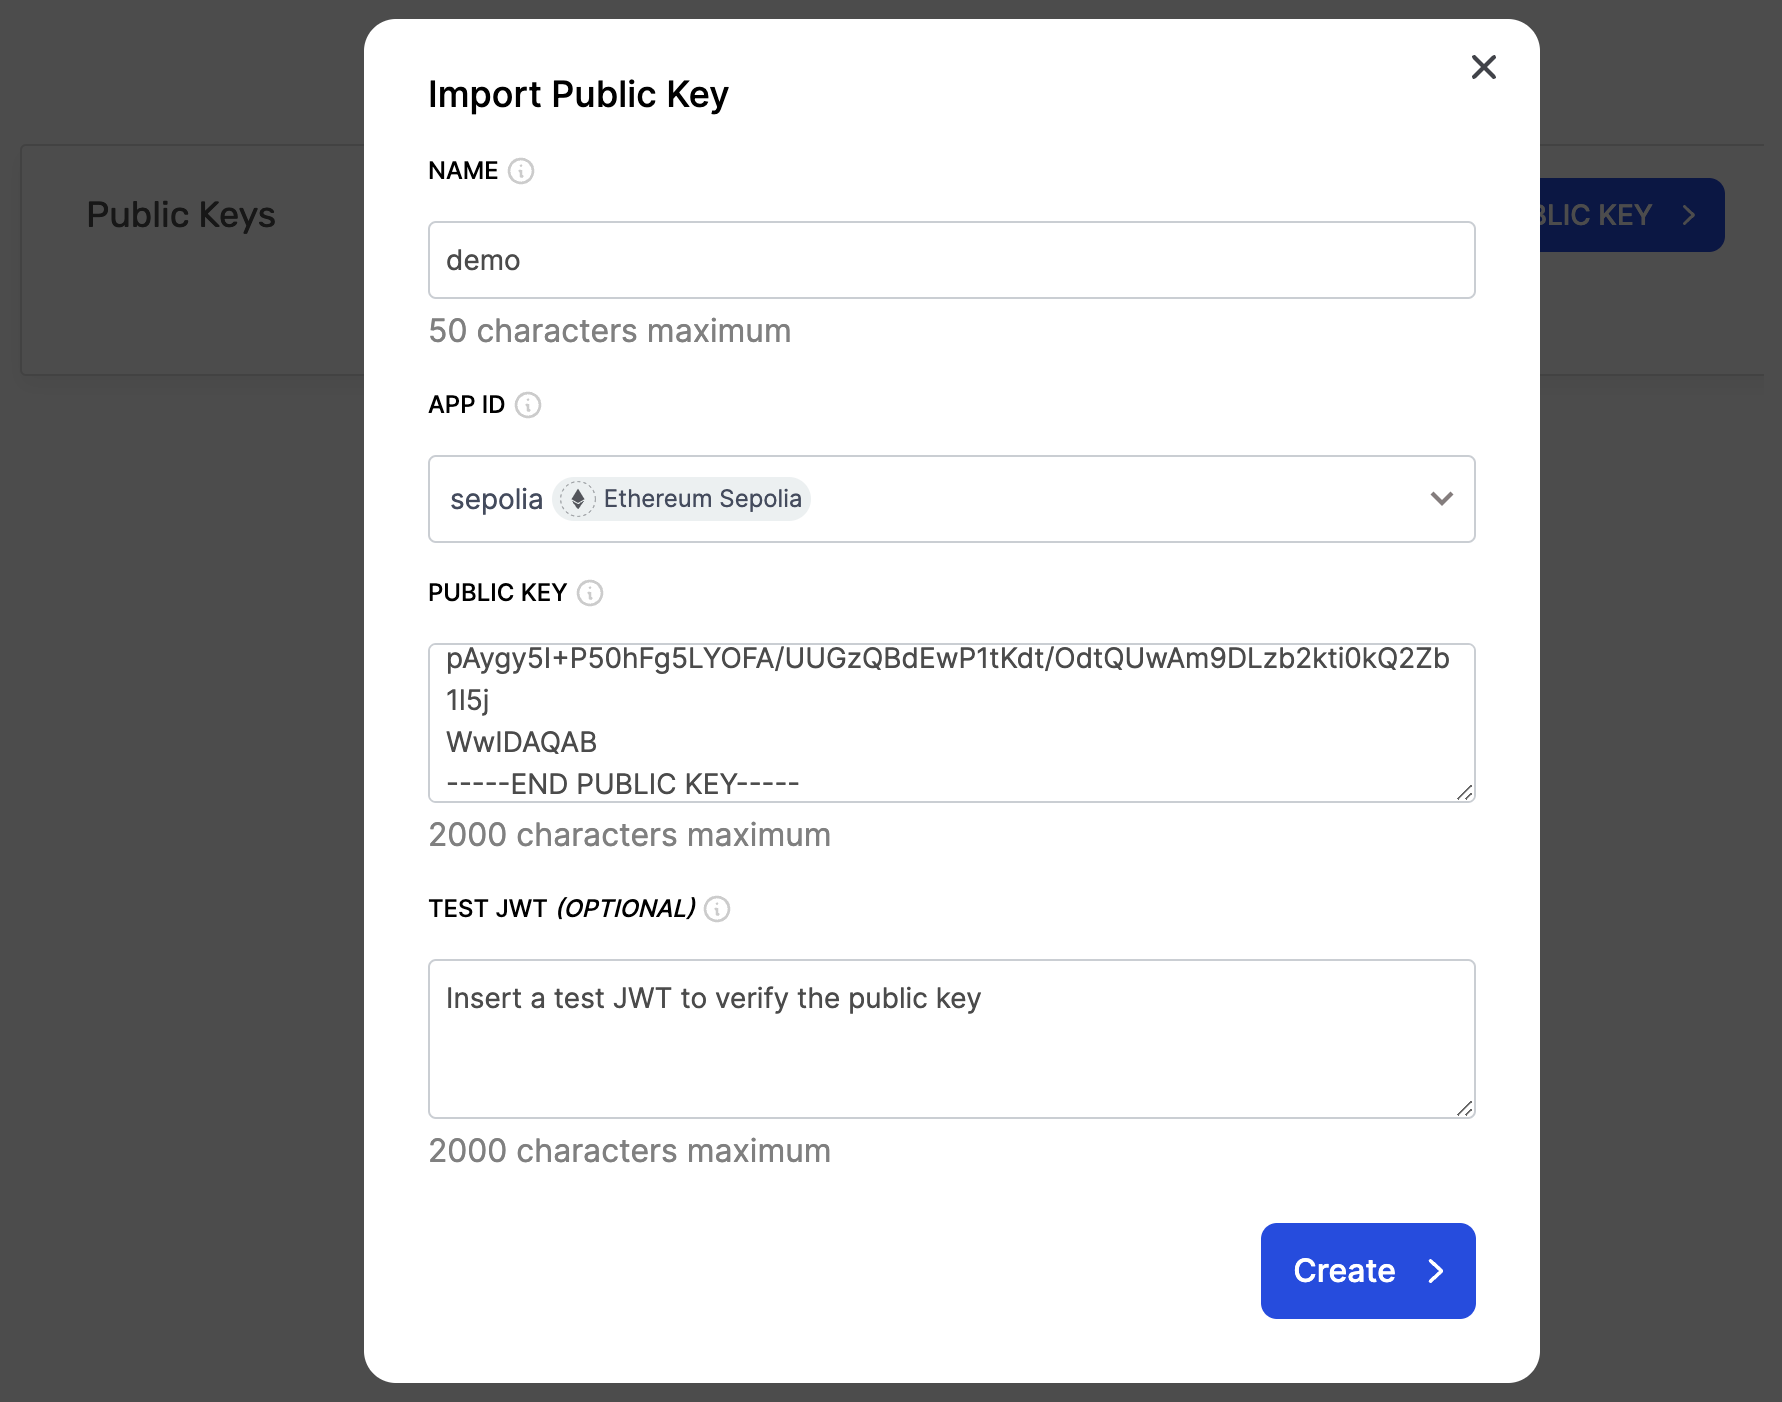 Import Public Key
NAME
demo
50 characters maximum
APP ID
sepolia Ethereum Sepolia
PUBLIC KEY
pAygy5I+P50hFg5LYOFA/UUGzQBdEwP1tKdt/OdtQUwAm9DLzb2kti0kQ2Zb
1l5j
WwIDAQAB
-----END PUBLIC KEY-----
2000 characters maximum
TEST JWT (OPTIONAL)
Insert a test JWT to verify the public key
2000 characters maximum
Create
Public Keys
BLIC KEY